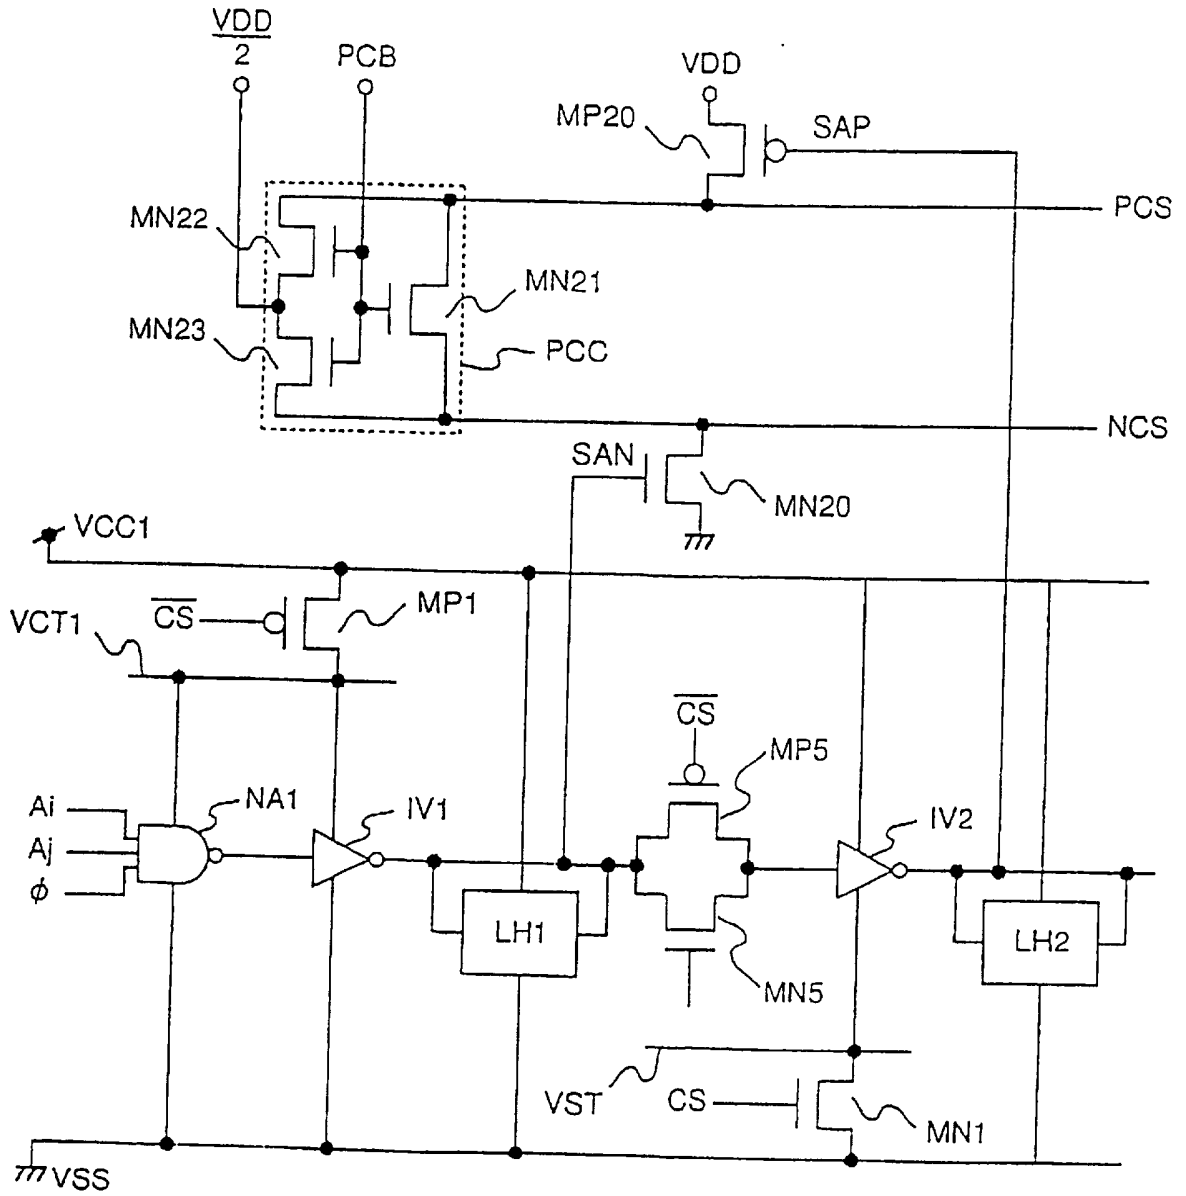 VDD
2
PCB
VDD
MP20
SAP
PCS
MN22
MN21
MN23
PCC
NCS
SAN
MN20
VCC1
CS
MP1
VCT1
CS
MP5
Ai
NA1
IV1
IV2
Aj
ϕ
LH1
LH2
MN5
VST
CS
MN1
VSS